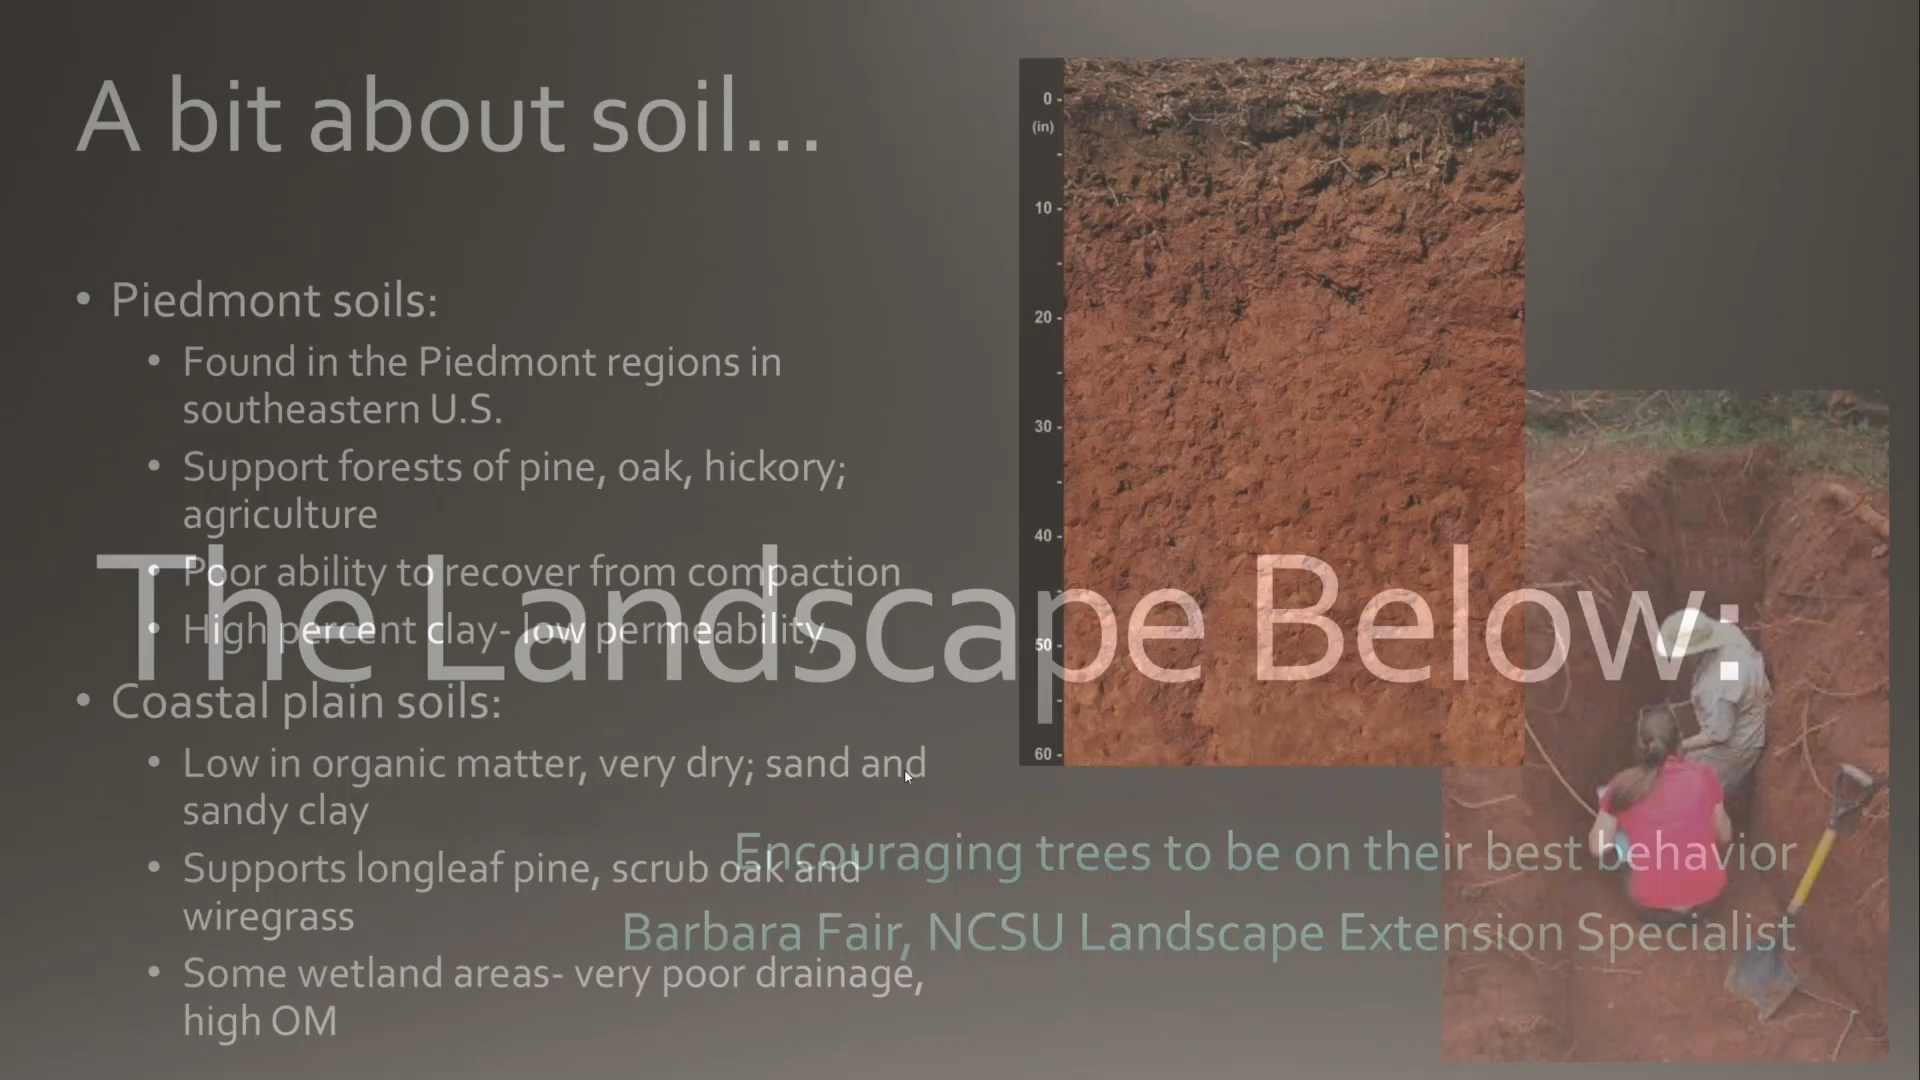 A bit about soil...
• Piedmont soils:
• Found in the Piedmont regions in
southeastern U.S.
• Support forests of pine, oak, hickory;
agriculture
• Poor ability to recover from compaction
• High percent clay- low permeability
• Coastal plain soils:
• Low in organic matter, very dry; sand and
sandy clay
• Supports longleaf pine, scrub oak and
wiregrass
• Some wetland areas- very poor drainage,
high OM
0
(in)
10
20
30
40
50
60
The Landscape Below:
Encouraging trees to be on their best behavior
Barbara Fair, NCSU Landscape Extension Specialist